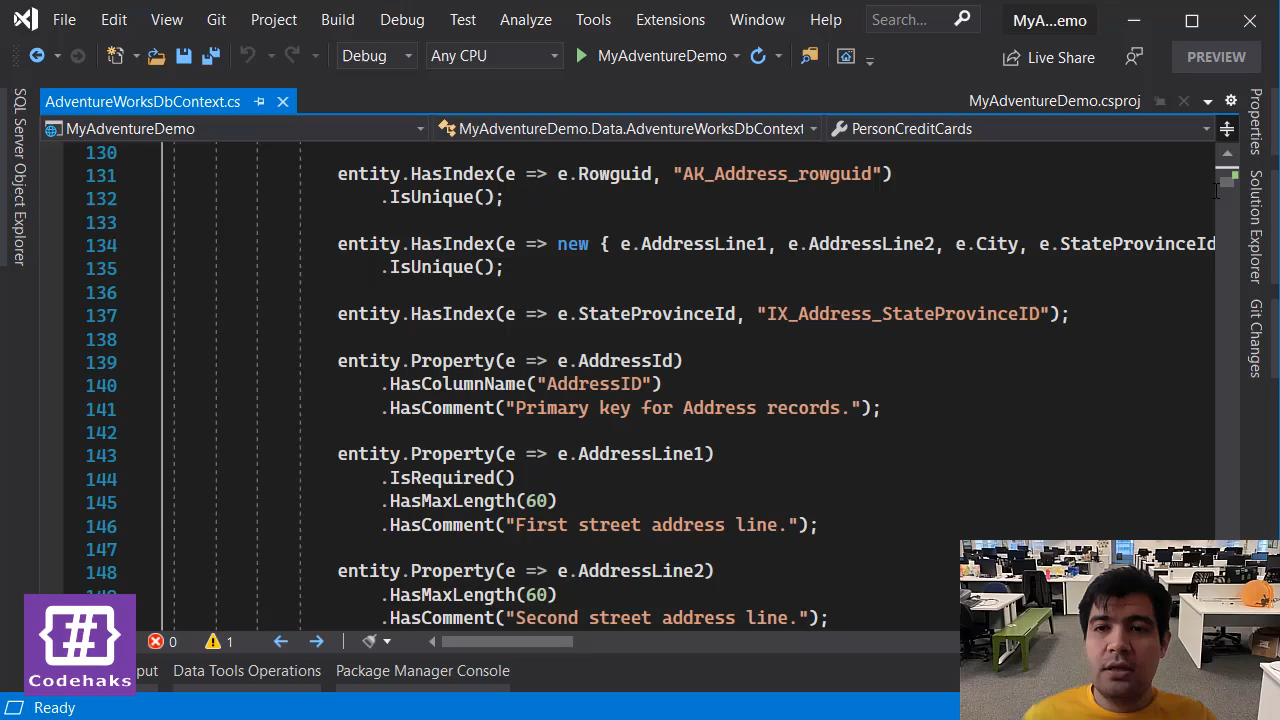 File Edit View Git Project Build Debug Test Analyze Tools Extensions Window Help Search... MyA...emo
Debug Any CPU MyAdventureDemo Live Share PREVIEW
AdventureWorksDbContext.cs MyAdventureDemo.csproj
MyAdventureDemo MyAdventureDemo.Data.AdventureWorksDbContext PersonCreditCards
SQL Server Object Explorer
Properties
Solution Explorer
Git Changes
130
131 entity.HasIndex(e => e.Rowguid, "AK_Address_rowguid")
132 .IsUnique();
133
134 entity.HasIndex(e => new { e.AddressLine1, e.AddressLine2, e.City, e.StateProvinceId
135 .IsUnique();
136
137 entity.HasIndex(e => e.StateProvinceId, "IX_Address_StateProvinceID");
138
139 entity.Property(e => e.AddressId)
140 .HasColumnName("AddressID")
141 .HasComment("Primary key for Address records.");
142
143 entity.Property(e => e.AddressLine1)
144 .IsRequired()
145 .HasMaxLength(60)
146 .HasComment("First street address line.");
147
148 entity.Property(e => e.AddressLine2)
.HasMaxLength(60)
.HasComment("Second street address line.");
0 1
Data Tools Operations Package Manager Console
Ready
{#}
Codehaks